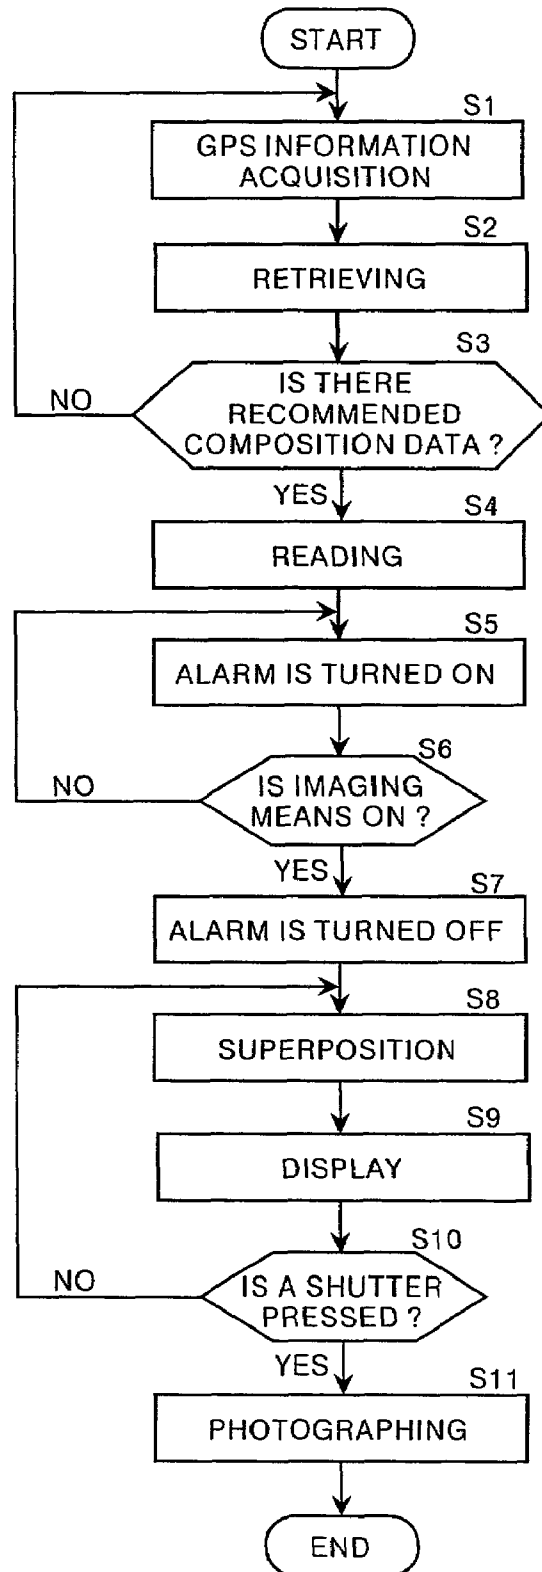 START
S1
GPS INFORMATION
ACQUISITION
S2
RETRIEVING
S3
IS THERE
RECOMMENDED
COMPOSITION DATA ?
NO
YES
S4
READING
S5
ALARM IS TURNED ON
S6
IS IMAGING
MEANS ON ?
NO
YES
S7
ALARM IS TURNED OFF
S8
SUPERPOSITION
S9
DISPLAY
S10
IS A SHUTTER
PRESSED ?
NO
YES
S11
PHOTOGRAPHING
END